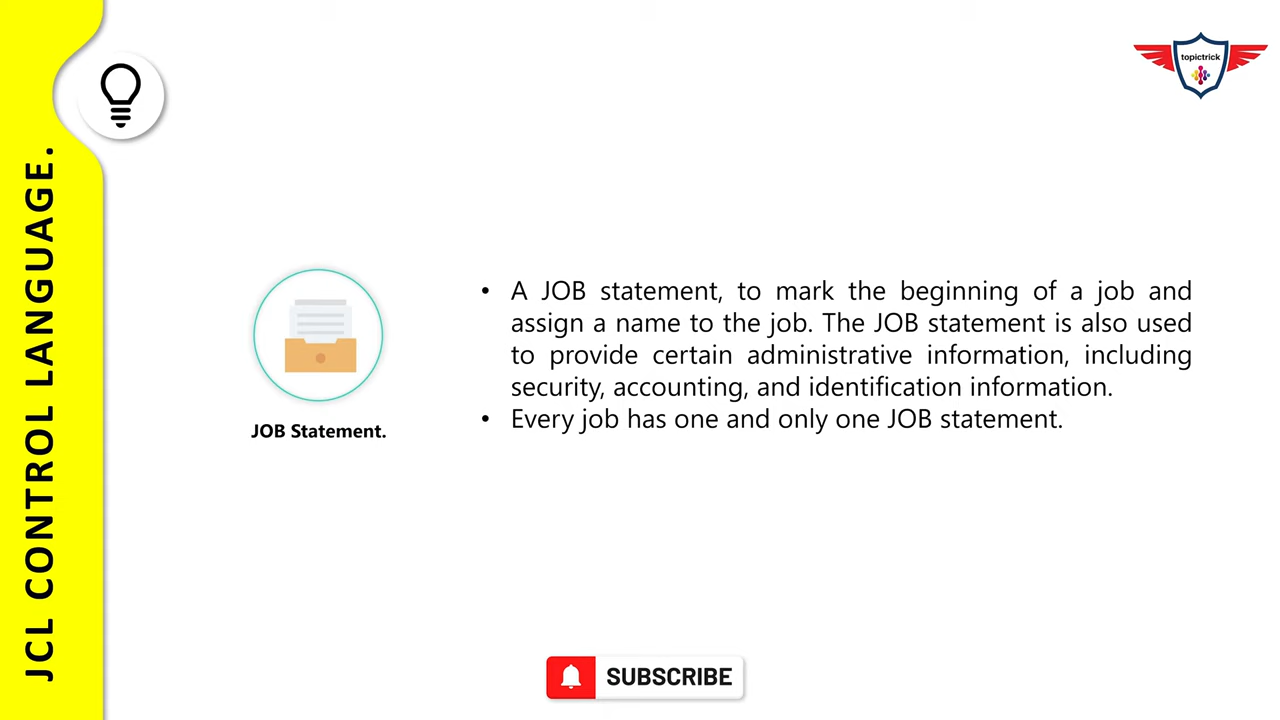 topictrick
JCL CONTROL LANGUAGE.
• A JOB statement, to mark the beginning of a job and
assign a name to the job. The JOB statement is also used
to provide certain administrative information, including
security, accounting, and identification information.
• Every job has one and only one JOB statement.
JOB Statement.
SUBSCRIBE